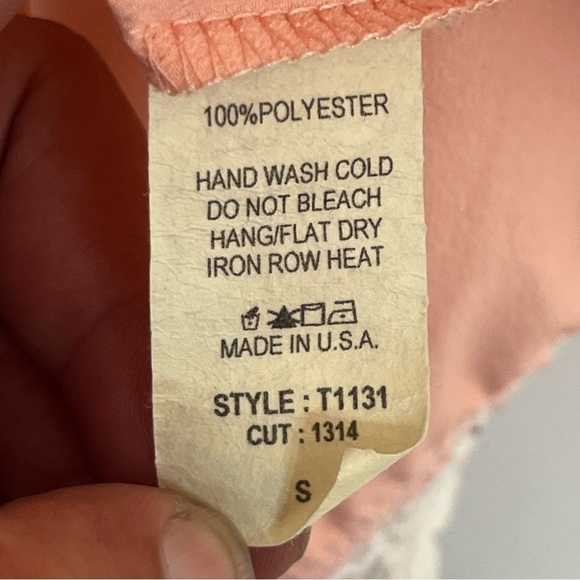 100%POLYESTER
HAND WASH COLD
DO NOT BLEACH
HANG/FLAT DRY
IRON ROW HEAT
MADE IN U.S.A.
STYLE : T1131
CUT : 1314
S